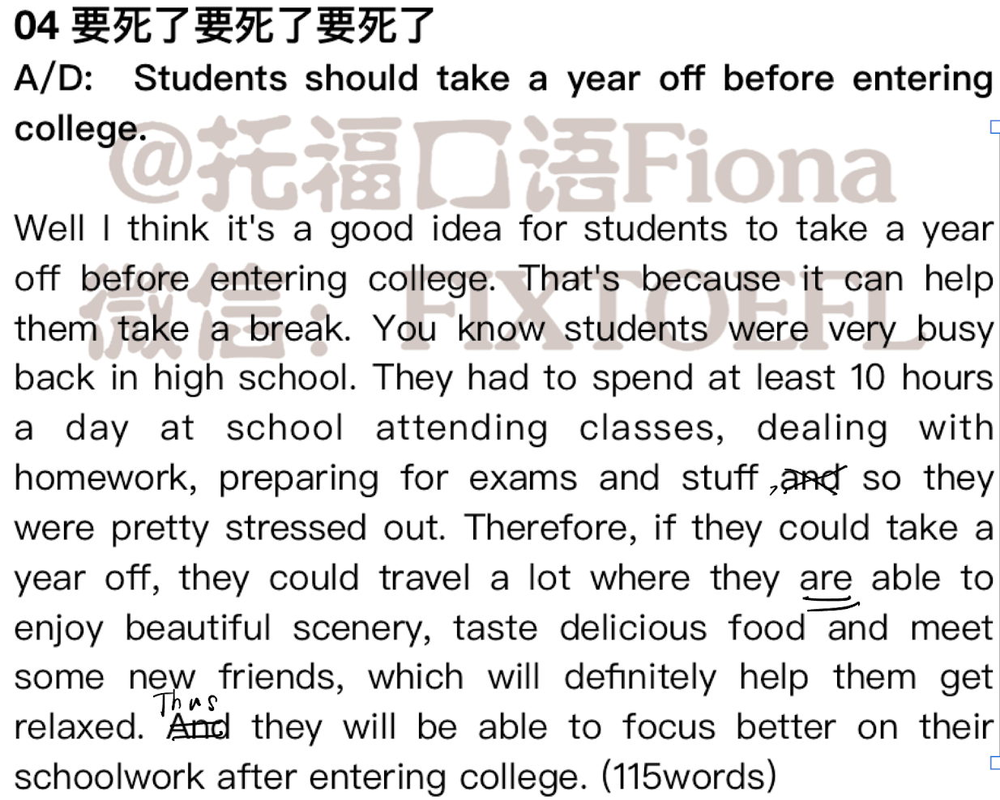 04 要死了要死了要死了
A/D: Students should take a year off before entering
college.
@托福口语Fiona
Well I think it's a good idea for students to take a year
off before entering college. That's because it can help
微信：FIXTOEFL
them take a break. You know students were very busy
back in high school. They had to spend at least 10 hours
a day at school attending classes, dealing with
homework, preparing for exams and stuff , and so they
were pretty stressed out. Therefore, if they could take a
year off, they could travel a lot where they are able to
enjoy beautiful scenery, taste delicious food and meet
some new friends, which will definitely help them get
Thus
relaxed. And they will be able to focus better on their
schoolwork after entering college. (115words)